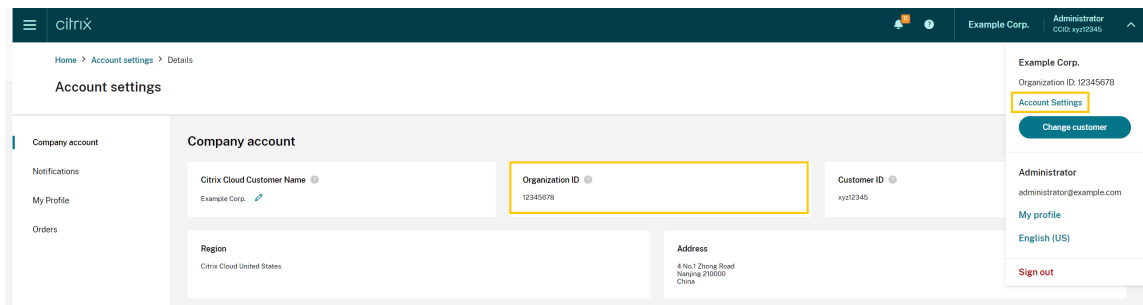 citrix
11
?
Example Corp.
Administrator
CCID: xyz12345
Home > Account settings > Details
Account settings
Example Corp.
Organization ID: 12345678
Account Settings
Change customer
Administrator
administrator@example.com
My profile
English (US)
Sign out
Company account
Notifications
My Profile
Orders
Company account
Citrix Cloud Customer Name ?
Example Corp.
Organization ID ?
12345678
Customer ID ?
xyz12345
Region
Citrix Cloud United States
Address
4 No.1 Zhong Road
Nanjing 210000
China